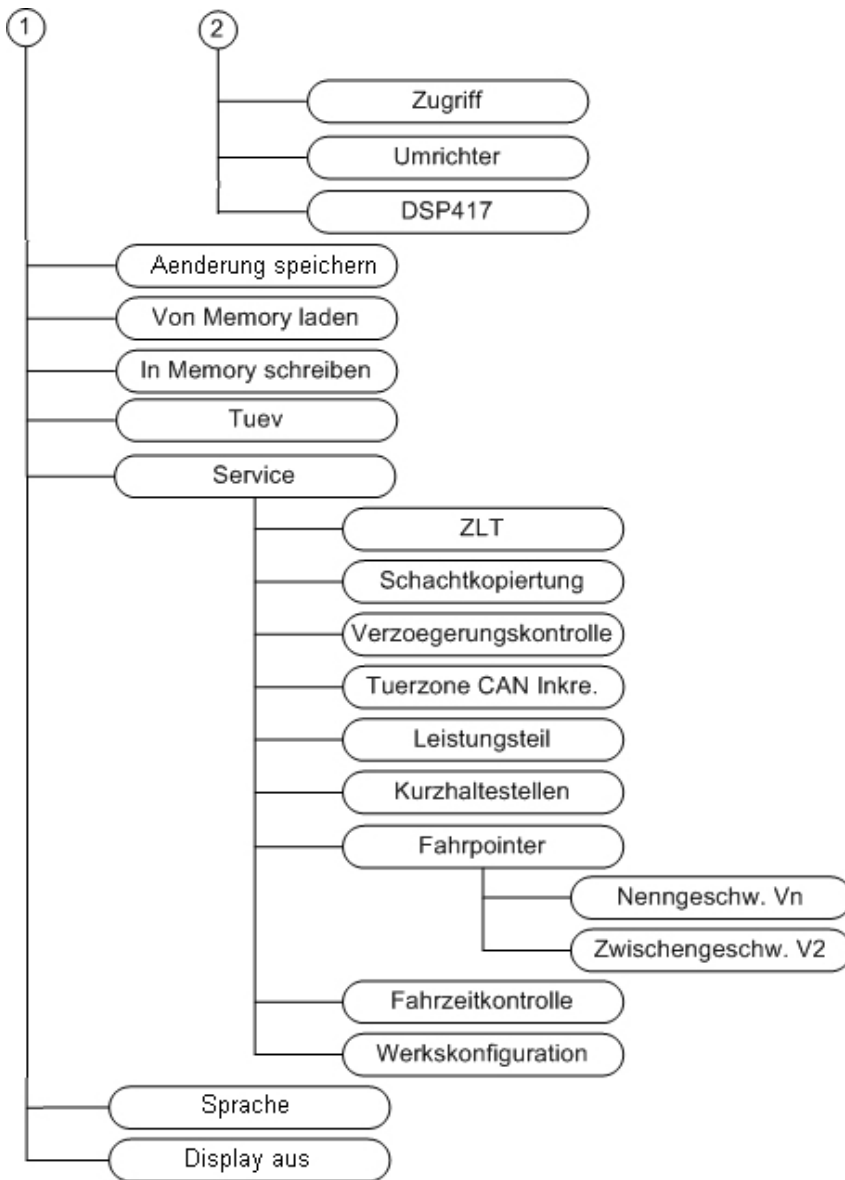 1
2
Zugriff
Umrichter
DSP417
Aenderung speichern
Von Memory laden
In Memory schreiben
Tuev
Service
ZLT
Schachtkopiertung
Verzoegerungskontrolle
Tuerzone CAN Inkre.
Leistungsteil
Kurzhaltestellen
Fahrpointer
Nenngeschw. Vn
Zwischengeschw. V2
Fahrzeitkontrolle
Werkskonfiguration
Sprache
Display aus